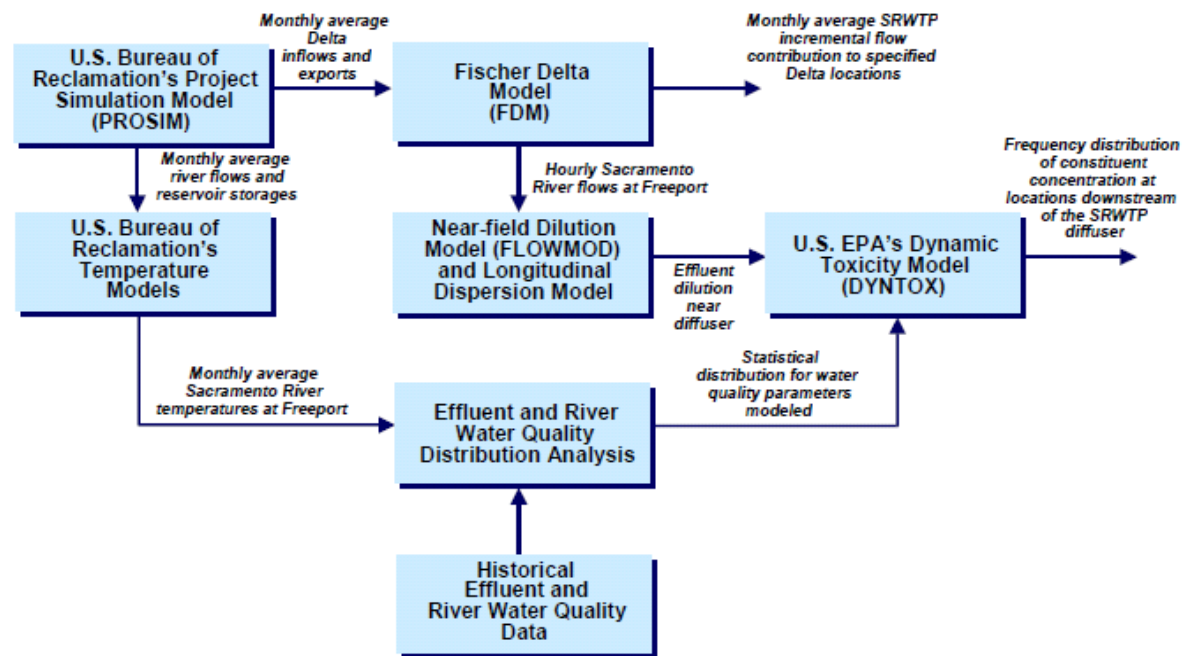 Monthly average
Delta
inflows and
exports
Monthly average SRWTP
incremental flow
contribution to specified
Delta locations
U.S. Bureau of
Reclamation's Project
Simulation Model
(PROSIM)
Fischer Delta
Model
(FDM)
Monthly average
river flows and
reservoir storages
Hourly Sacramento
River flows at Freeport
Frequency distribution
of constituent
concentration at
locations downstream
of the SRWTP
diffuser
U.S. Bureau of
Reclamation's
Temperature
Models
Near-field Dilution
Model (FLOWMOD)
and Longitudinal
Dispersion Model
Effluent
dilution
near
diffuser
U.S. EPA's Dynamic
Toxicity Model
(DYNTOX)
Monthly average
Sacramento River
temperatures at Freeport
Effluent and River
Water Quality
Distribution Analysis
Statistical
distribution for water
quality parameters
modeled
Historical
Effluent and
River Water Quality
Data